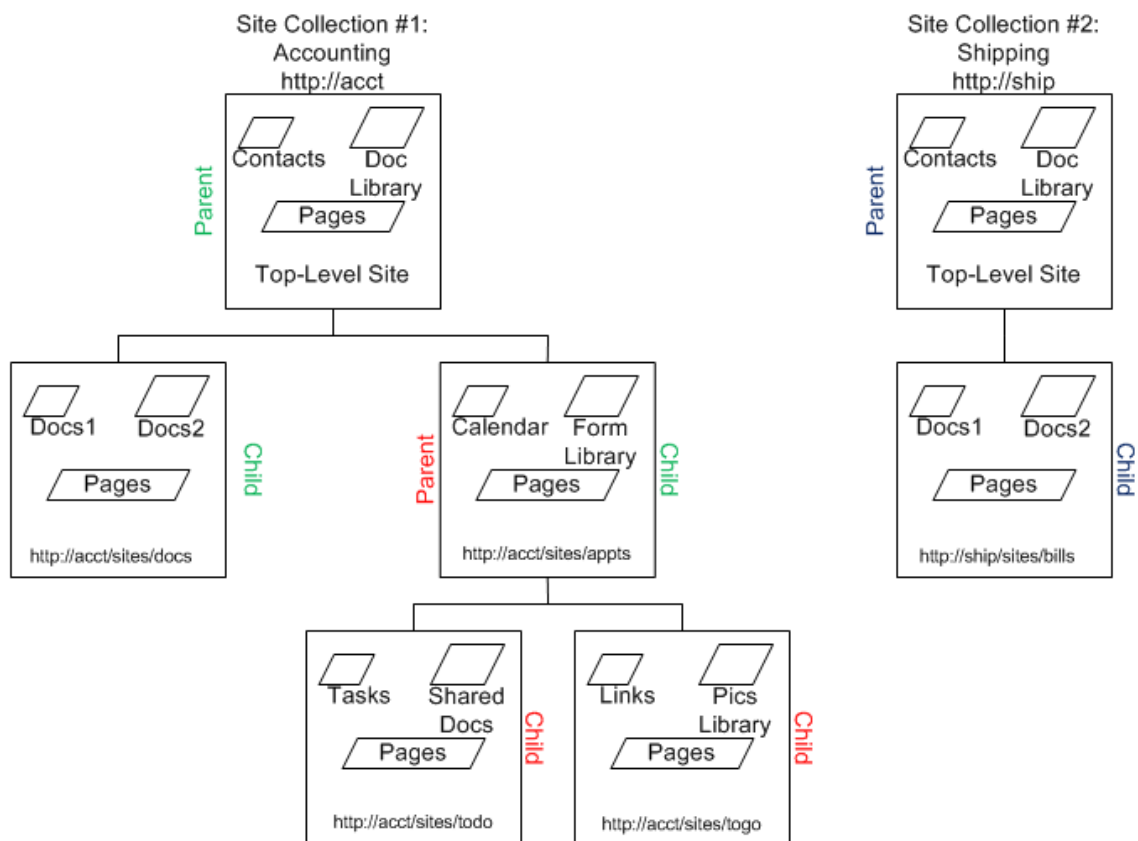 Site Collection #1:
Accounting
http://acct
Contacts
Doc
Library
Pages
Top-Level Site
Parent
Docs1
Docs2
Pages
http://acct/sites/docs
Child
Parent
Calendar
Form
Library
Pages
http://acct/sites/appts
Child
Tasks
Shared
Docs
Pages
http://acct/sites/todo
Child
Links
Pics
Library
Pages
http://acct/sites/togo
Child
Site Collection #2:
Shipping
http://ship
Parent
Contacts
Doc
Library
Pages
Top-Level Site
Docs1
Docs2
Pages
http://ship/sites/bills
Child